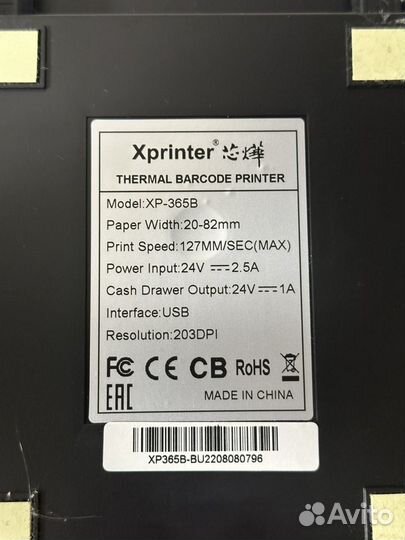 Xprinter® 芯烨
THERMAL BARCODE PRINTER
Model:XP-365B
Paper Width:20-82mm
Print Speed:127MM/SEC(MAX)
Power Input:24V⎓2.5A
Cash Drawer Output:24V⎓1A
Interface:USB
Resolution:203DPI
FC CE CB RoHS
EAC MADE IN CHINA
XP365B-BU2208080796
Avito